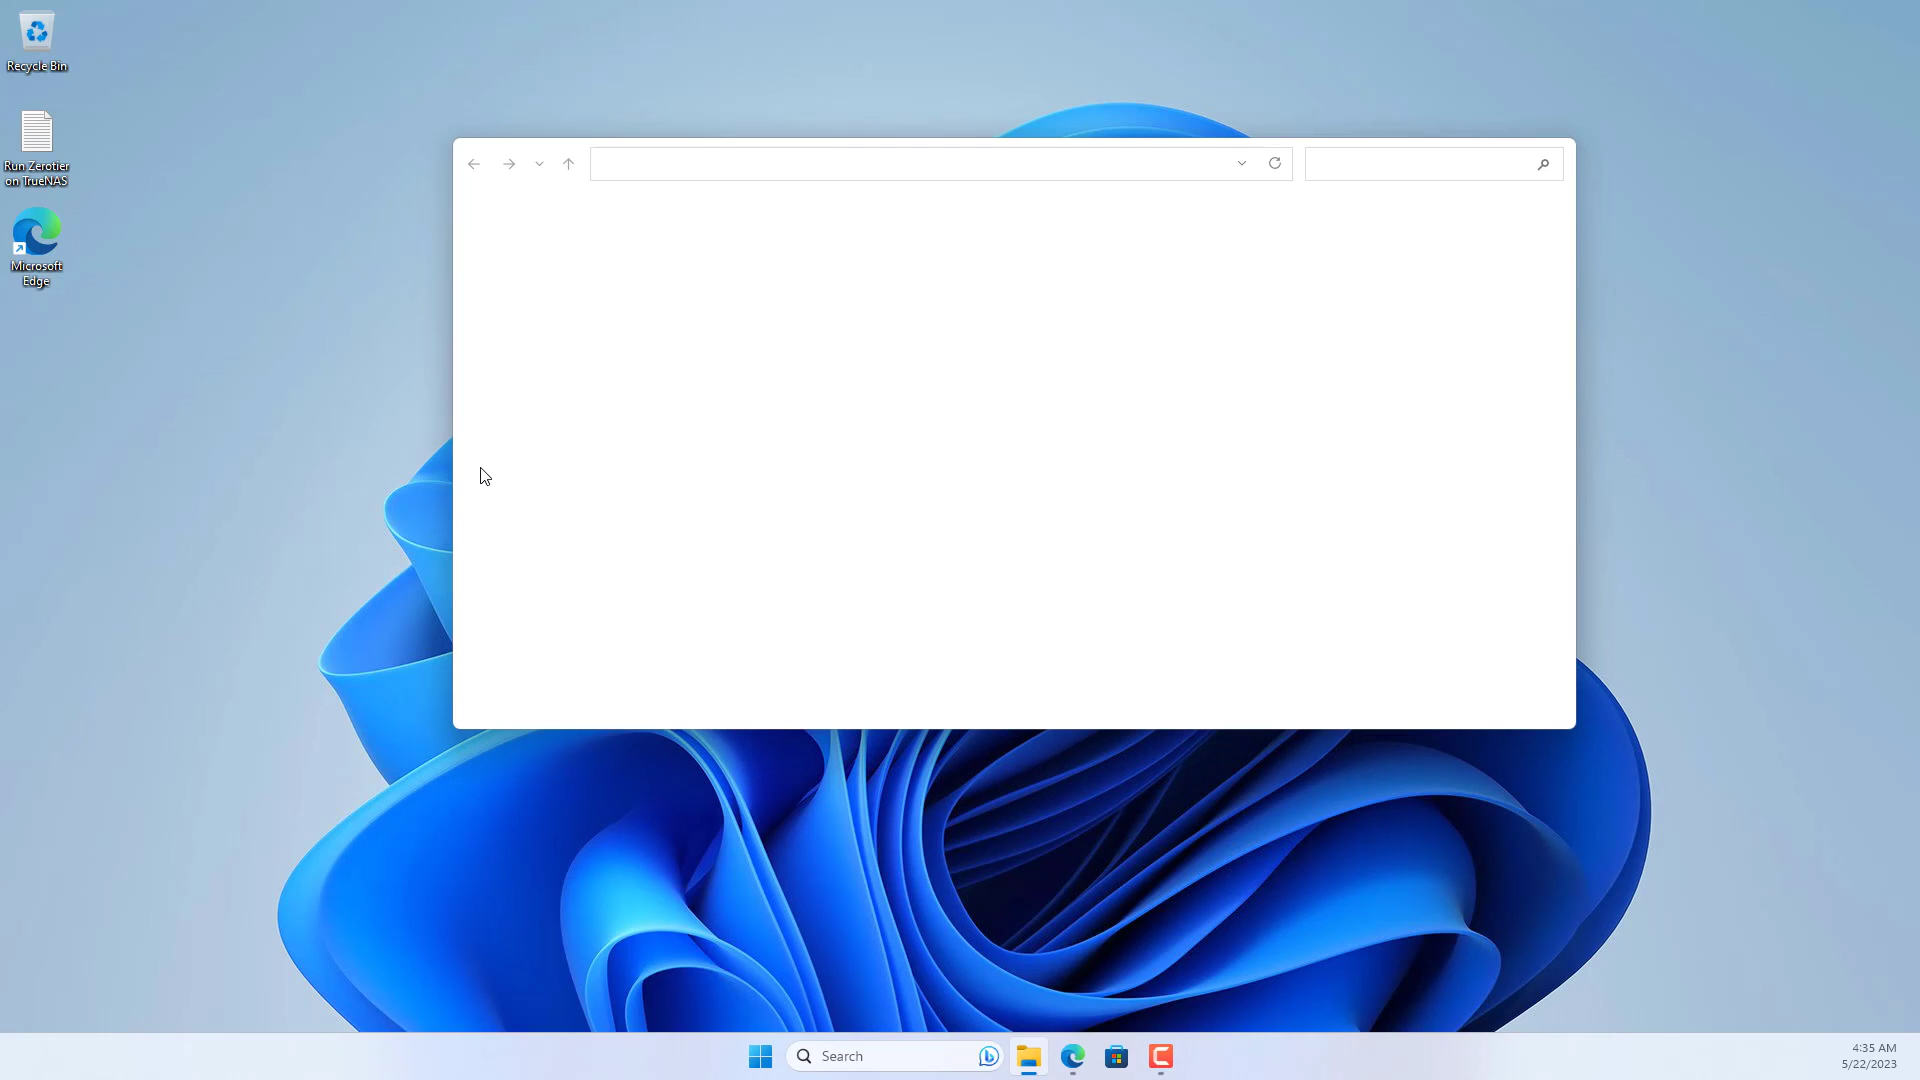 Recycle Bin
Run Zerotier
on TrueNAS
Microsoft
Edge
Search
4:35 AM
5/22/2023